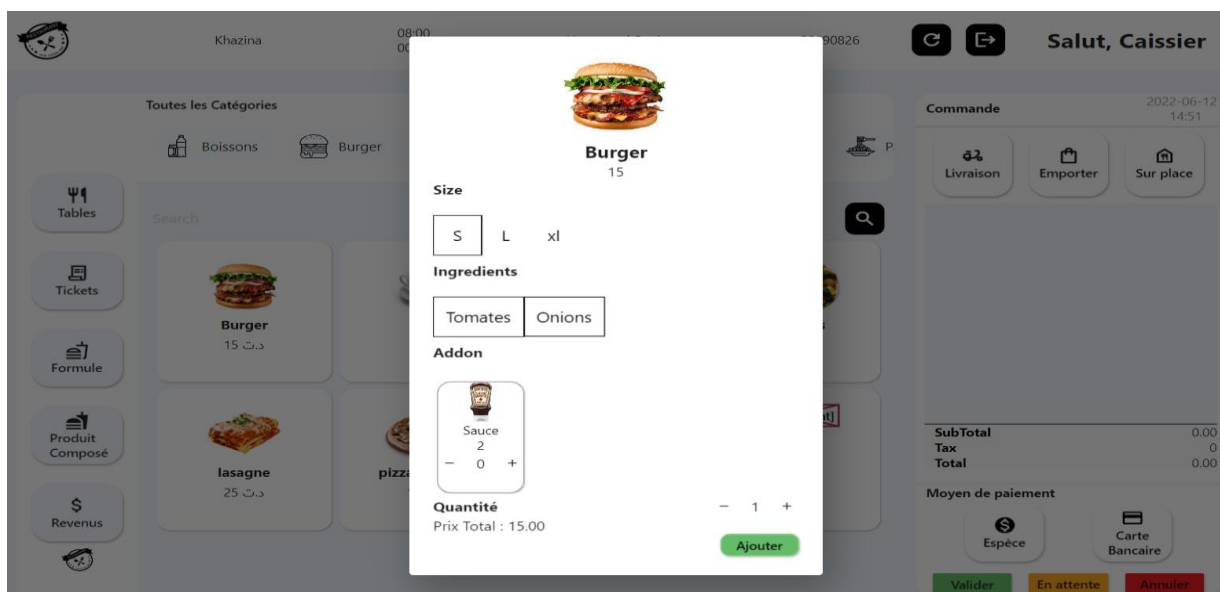 Khazina
08:00
Salut, Caissier
Toutes les Catégories
Boissons
Burger
Tables
Tickets
Formule
Produit
Composé
$
Revenus
Search
Burger
15 د.ت
lasagne
25 د.ت
Burger
15
Size
S L xl
Ingredients
Tomates Onions
Addon
Sauce
2
− 0 +
Quantité − 1 +
Prix Total : 15.00
Ajouter
Commande 2022-06-12
14:51
Livraison Emporter Sur place
SubTotal 0.00
Tax 0
Total 0.00
Moyen de paiement
Espèce
Carte
Bancaire
Valider En attente Annuler